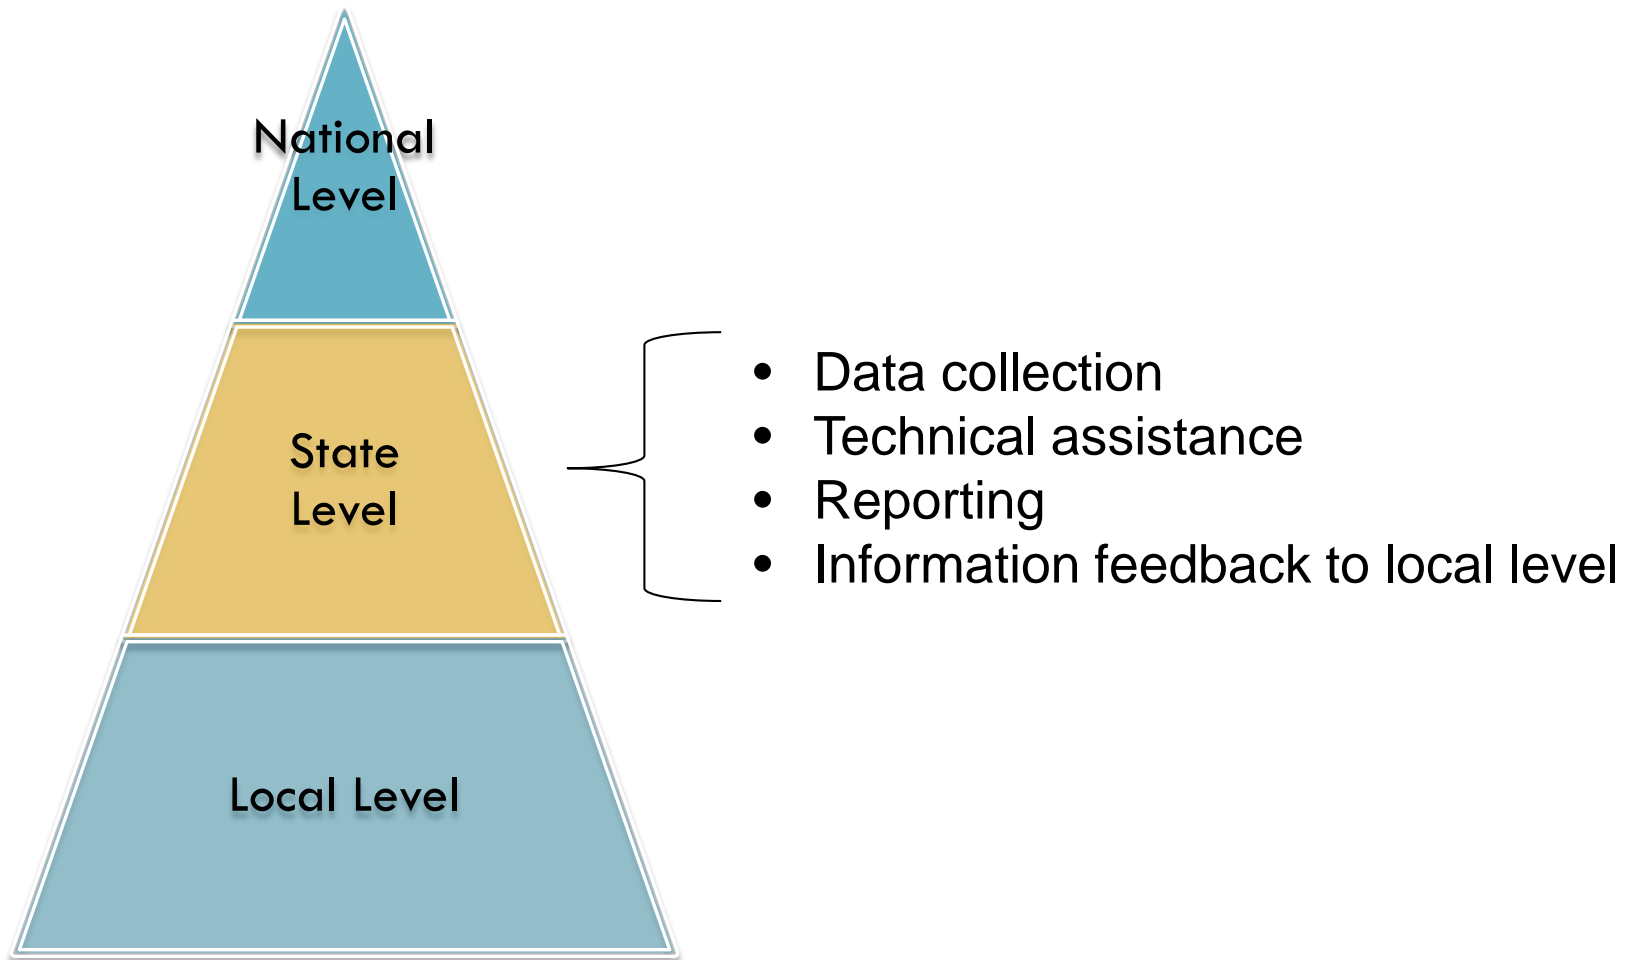 National
Level
State
Level
• Data collection
• Technical assistance
• Reporting
• Information feedback to local level
Local Level